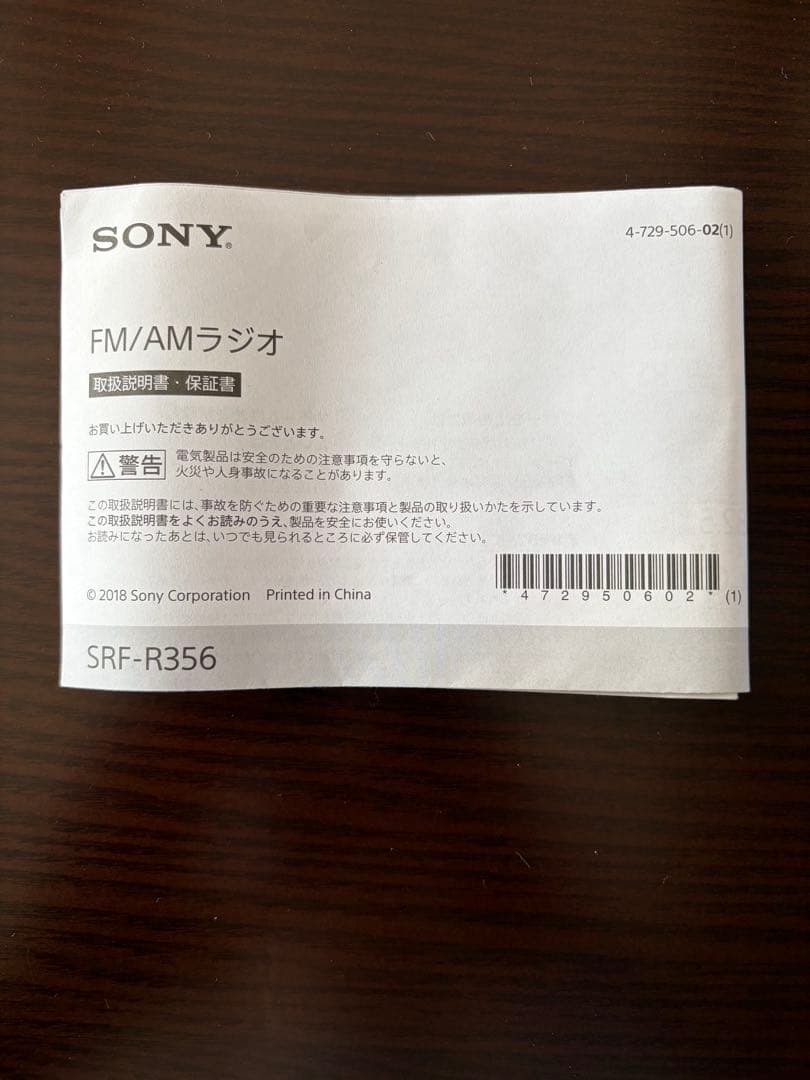 SONY®
4-729-506-02(1)
FM/AMラジオ
取扱説明書・保証書
お買い上げいただきありがとうございます。
警告
電気製品は安全のための注意事項を守らないと、
火災や人身事故になることがあります。
この取扱説明書には、事故を防ぐための重要な注意事項と製品の取り扱いかたを示しています。
この取扱説明書をよくお読みのうえ、製品を安全にお使いください。
お読みになったあとは、いつでも見られるところに必ず保管してください。
©2018 Sony Corporation Printed in China
*472950602* (1)
SRF-R356